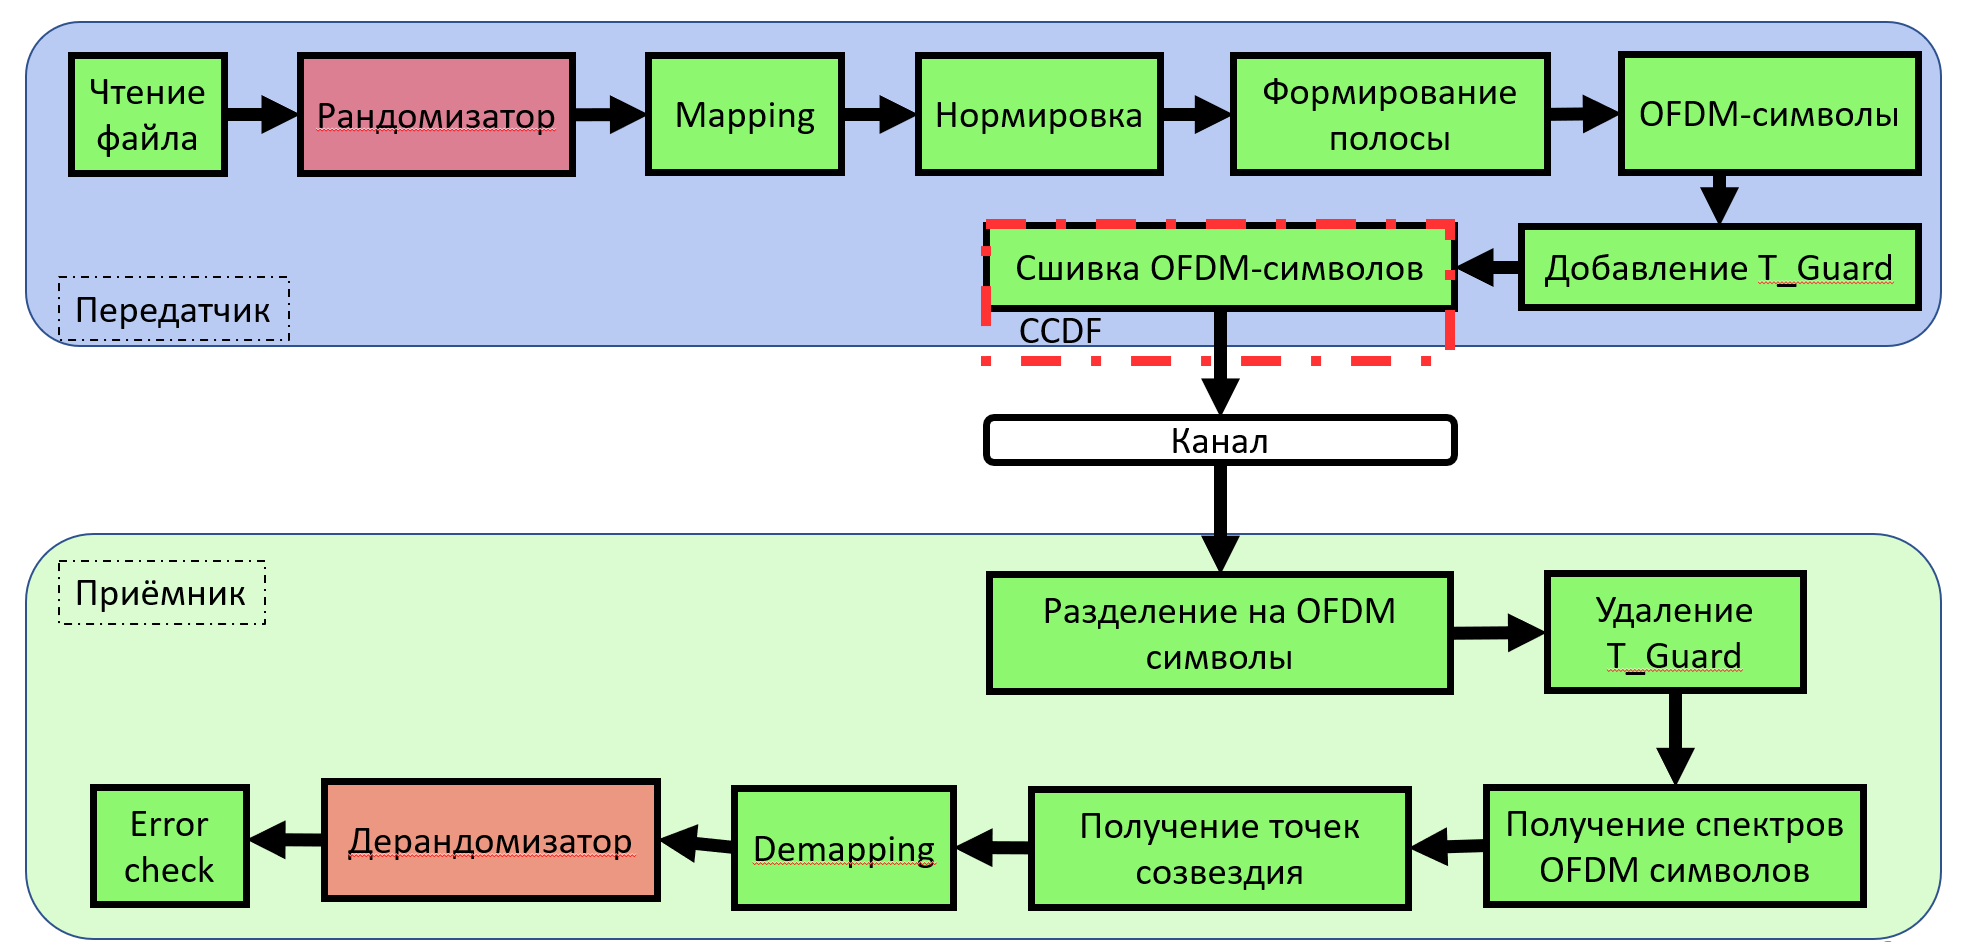 Чтение
файла
Рандомизатор
Mapping
Нормировка
Формирование
полосы
OFDM-символы
Добавление T_Guard
Сшивка OFDM-символов
CCDF
Передатчик
Канал
Приёмник
Разделение на OFDM
символы
Удаление
T_Guard
Получение спектров
OFDM символов
Получение точек
созвездия
Demapping
Дерандомизатор
Error
check